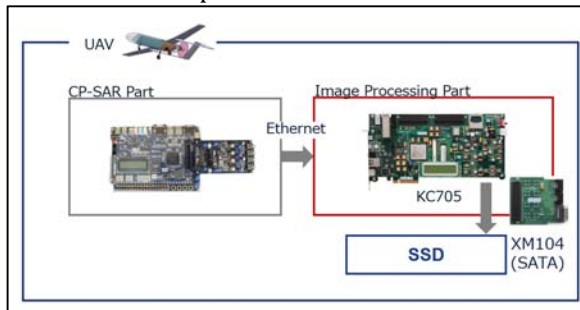 UAV
CP-SAR Part
Image Processing Part
Ethernet
KC705
SSD
XM104
(SATA)